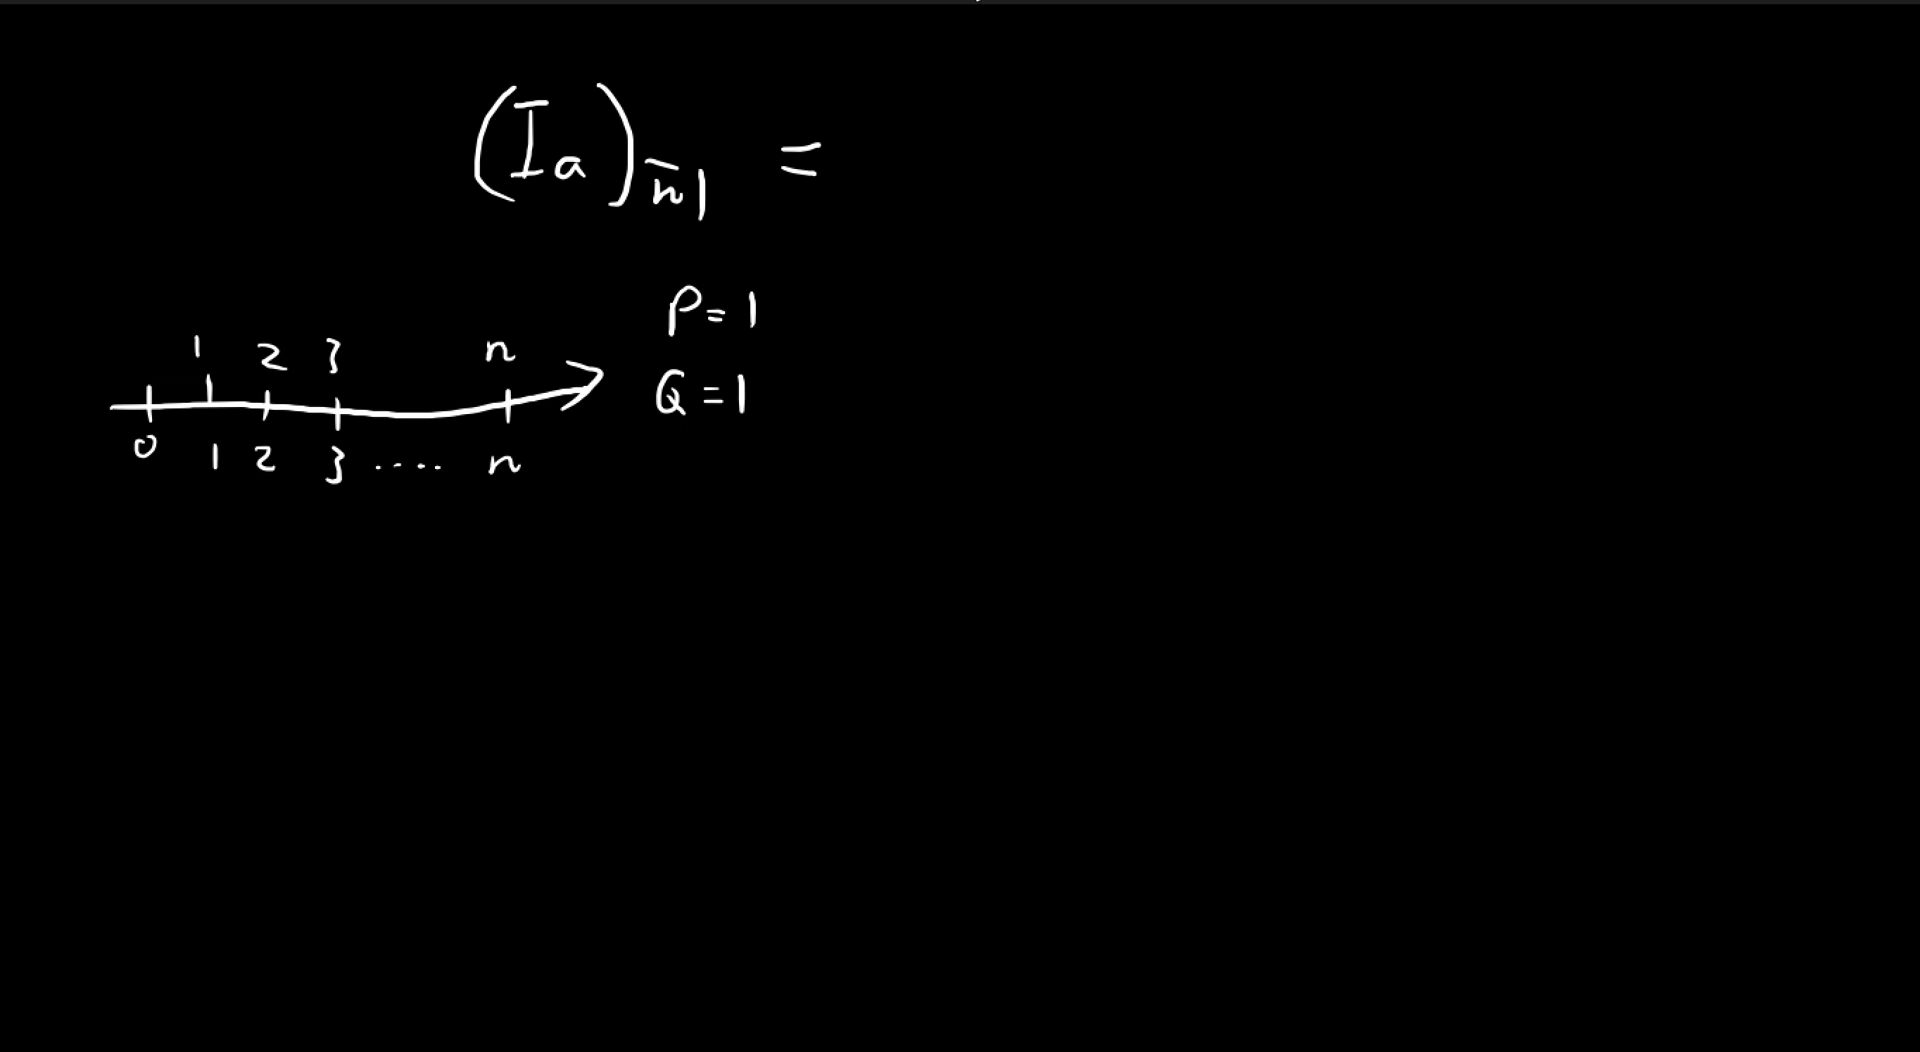 (Ia)n̅| =
P = 1
1 2 3 n
Q = 1
0 1 2 3 .... n